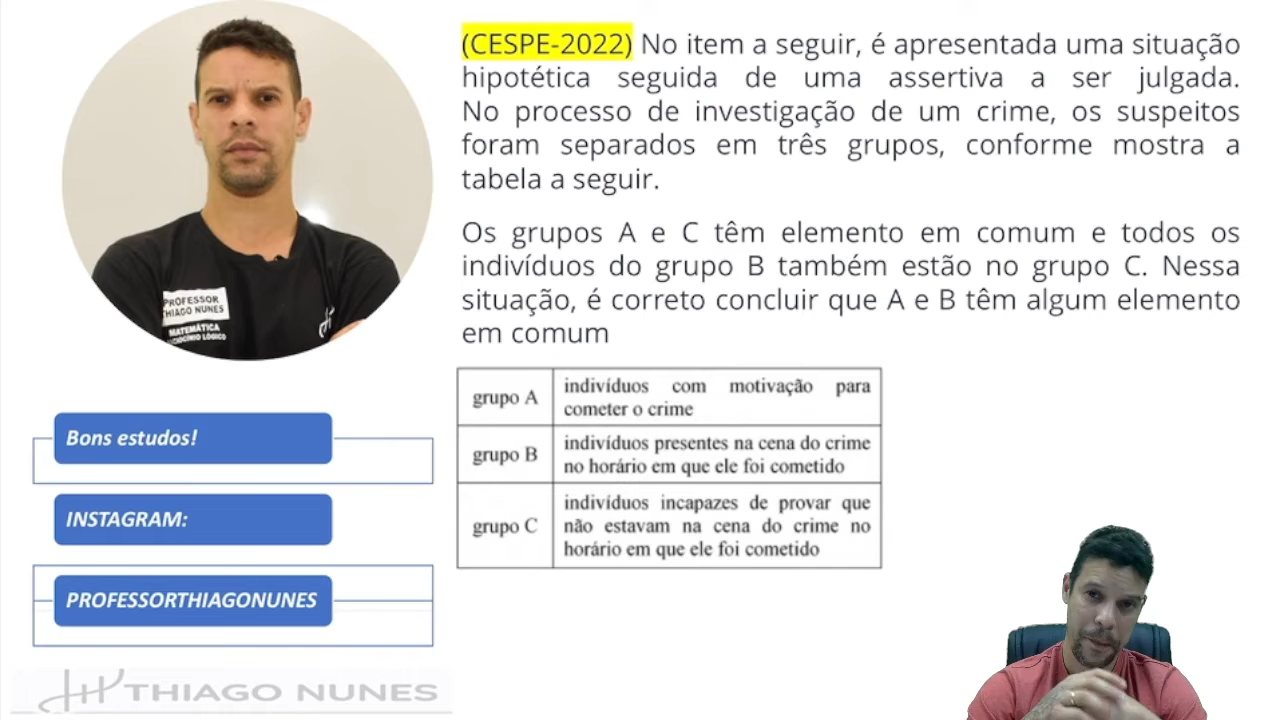 (CESPE-2022) No item a seguir, é apresentada uma situação
hipotética seguida de uma assertiva a ser julgada.
No processo de investigação de um crime, os suspeitos
foram separados em três grupos, conforme mostra a
tabela a seguir.
Os grupos A e C têm elemento em comum e todos os
indivíduos do grupo B também estão no grupo C. Nessa
situação, é correto concluir que A e B têm algum elemento
em comum
grupo A
indivíduos com motivação para
cometer o crime
grupo B
indivíduos presentes na cena do crime
no horário em que ele foi cometido
grupo C
indivíduos incapazes de provar que
não estavam na cena do crime no
horário em que ele foi cometido
PROFESSOR
THIAGO NUNES
MATEMÁTICA
Bons estudos!
INSTAGRAM:
PROFESSORTHIAGONUNES
THIAGO NUNES